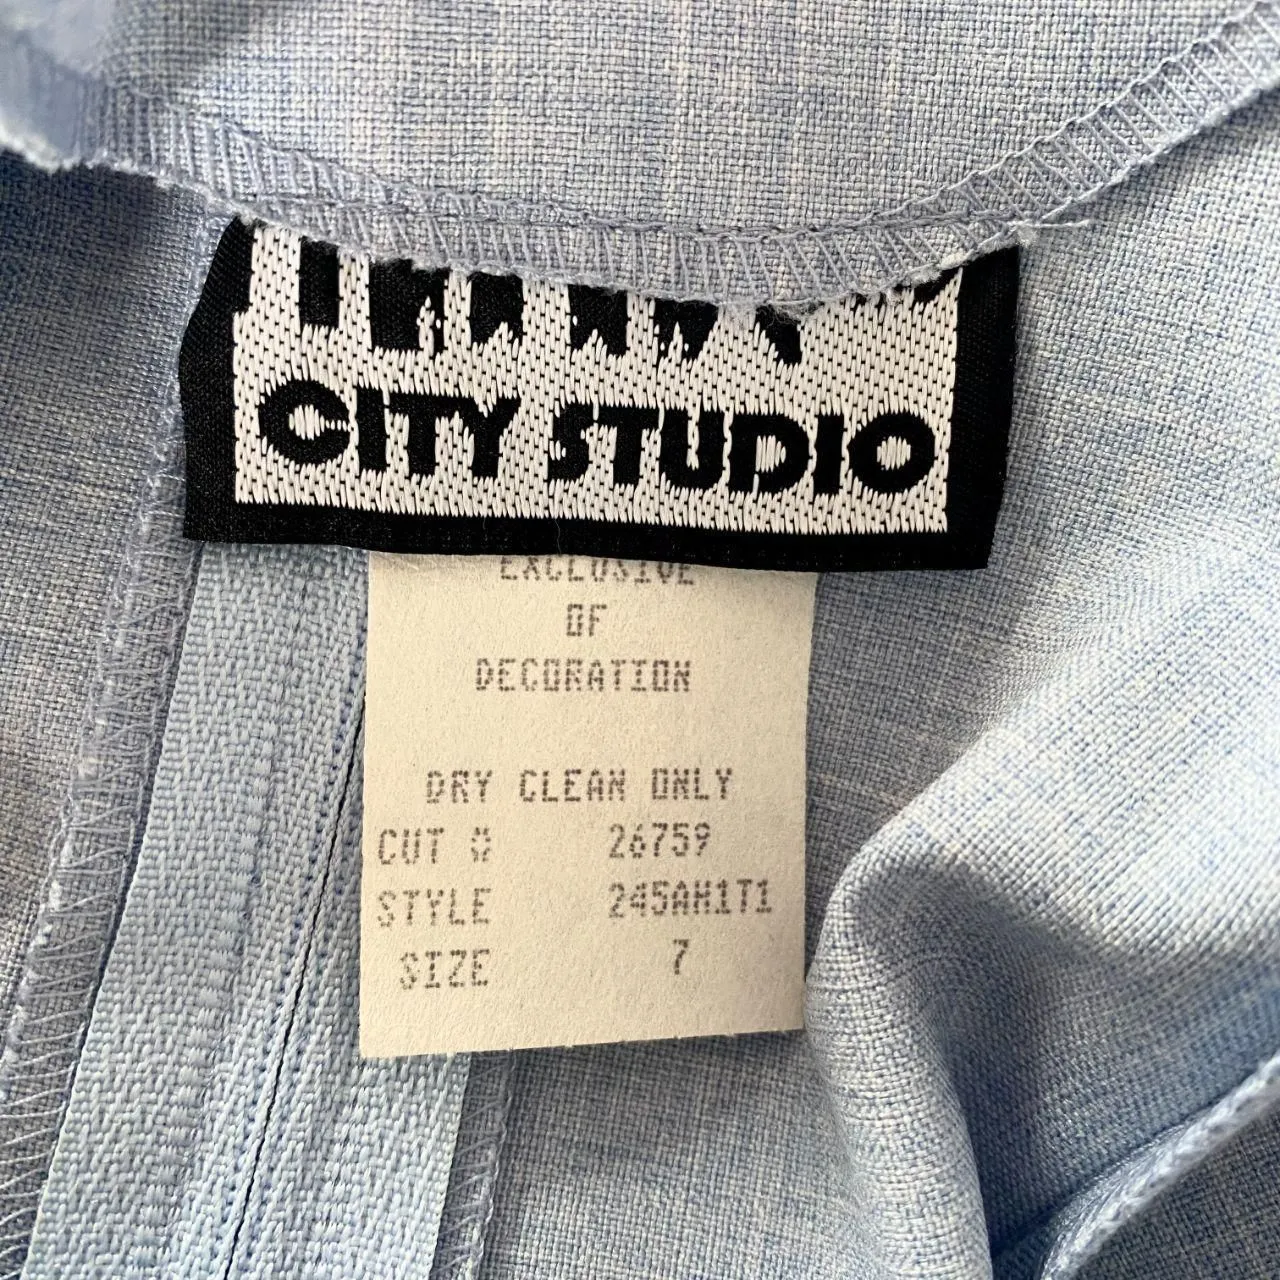 CITY STUDIO
EXCLUSIVE
OF
DECORATION
DRY CLEAN ONLY
CUT # 26759
STYLE 245AH1T1
SIZE 7